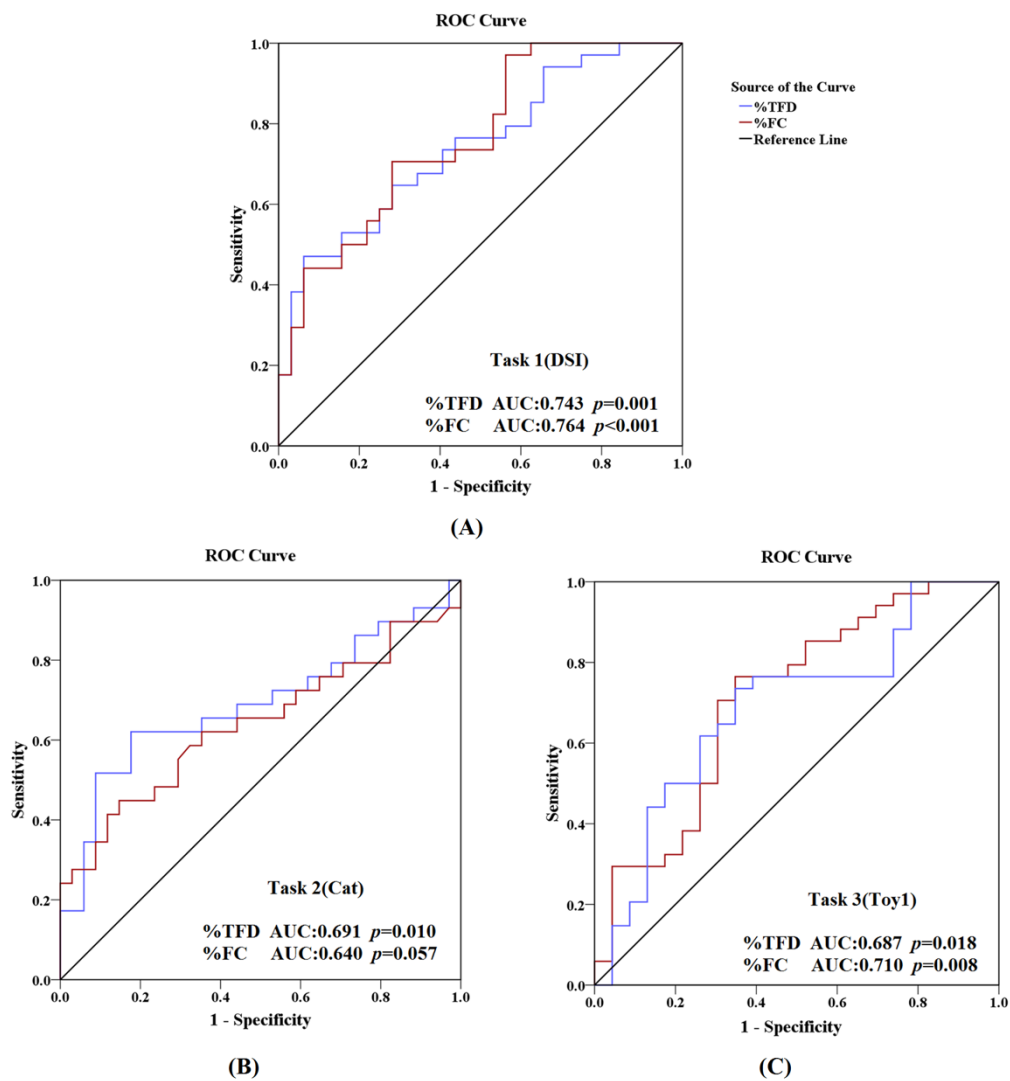 ROC Curve
Source of the Curve
%TFD
%FC
Reference Line
1.0
0.8
0.6
0.4
0.2
0.0
Sensitivity
Task 1(DSI)
%TFD AUC:0.743 p=0.001
%FC AUC:0.764 p<0.001
0.0 0.2 0.4 0.6 0.8 1.0
1 - Specificity
(A)
ROC Curve
1.0
0.8
0.6
0.4
0.2
0.0
Sensitivity
Task 2(Cat)
%TFD AUC:0.691 p=0.010
%FC AUC:0.640 p=0.057
0.0 0.2 0.4 0.6 0.8 1.0
1 - Specificity
(B)
ROC Curve
1.0
0.8
0.6
0.4
0.2
0.0
Sensitivity
Task 3(Toy1)
%TFD AUC:0.687 p=0.018
%FC AUC:0.710 p=0.008
0.0 0.2 0.4 0.6 0.8 1.0
1 - Specificity
(C)